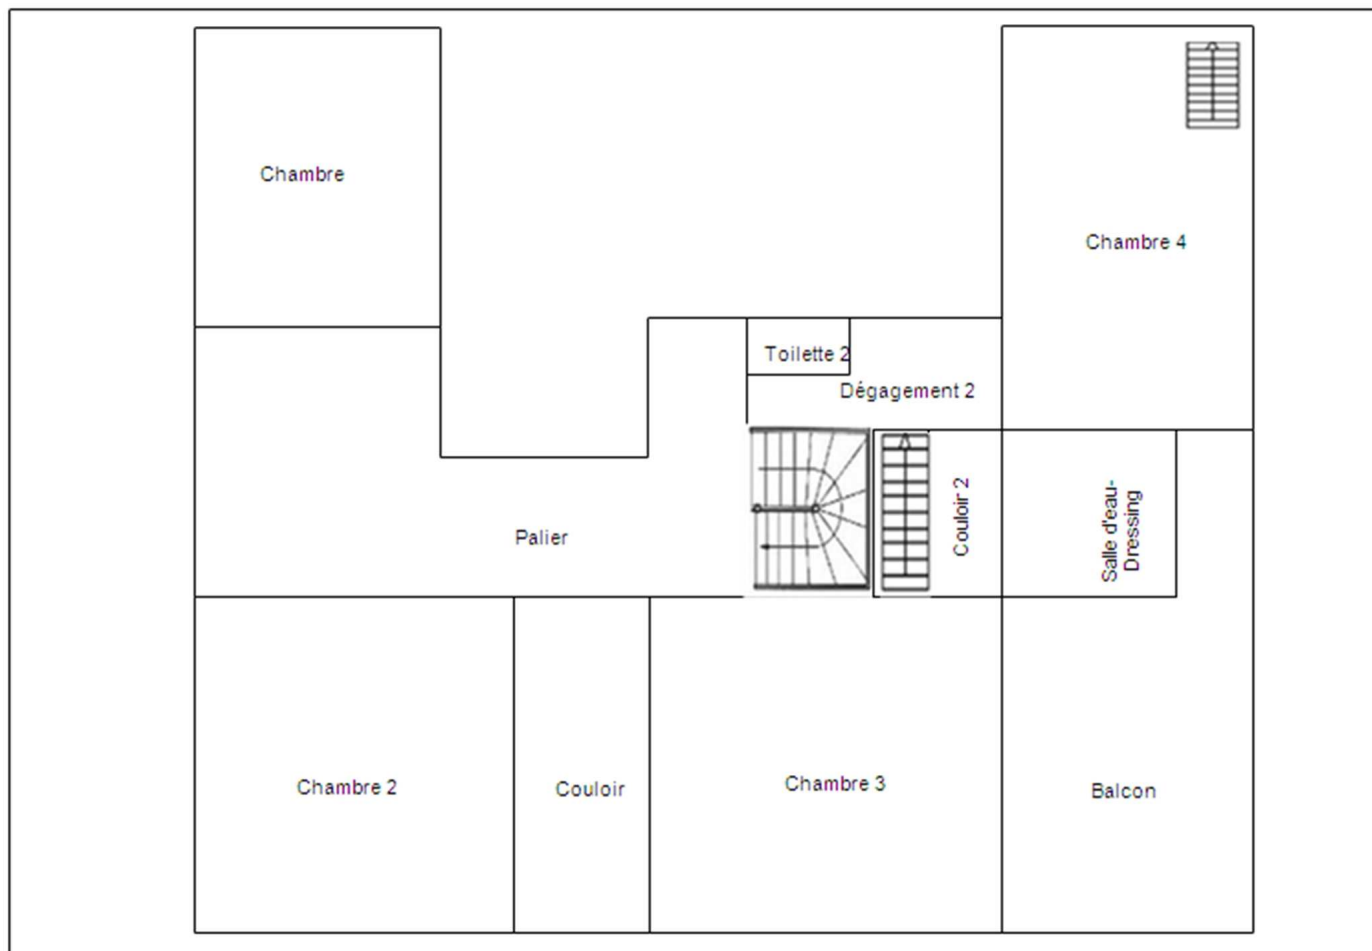 Chambre
Chambre 4
Toilette 2
Dégagement 2
Palier
Couloir 2
Salle d'eau-
Dressing
Chambre 2
Couloir
Chambre 3
Balcon